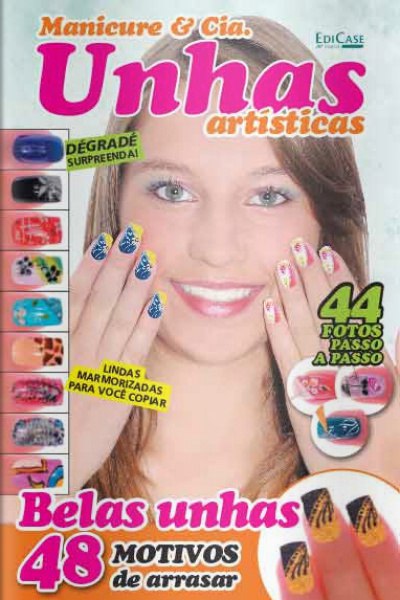 Manicure & Cia.
EDICASE
Unhas
artísticas
DÉGRADÉ
SURPREENDA!
44
FOTOS
PASSO
A PASSO
LINDAS
MARMORIZADAS
PARA VOCÊ COPIAR
Belas unhas
48 MOTIVOS
de arrasar